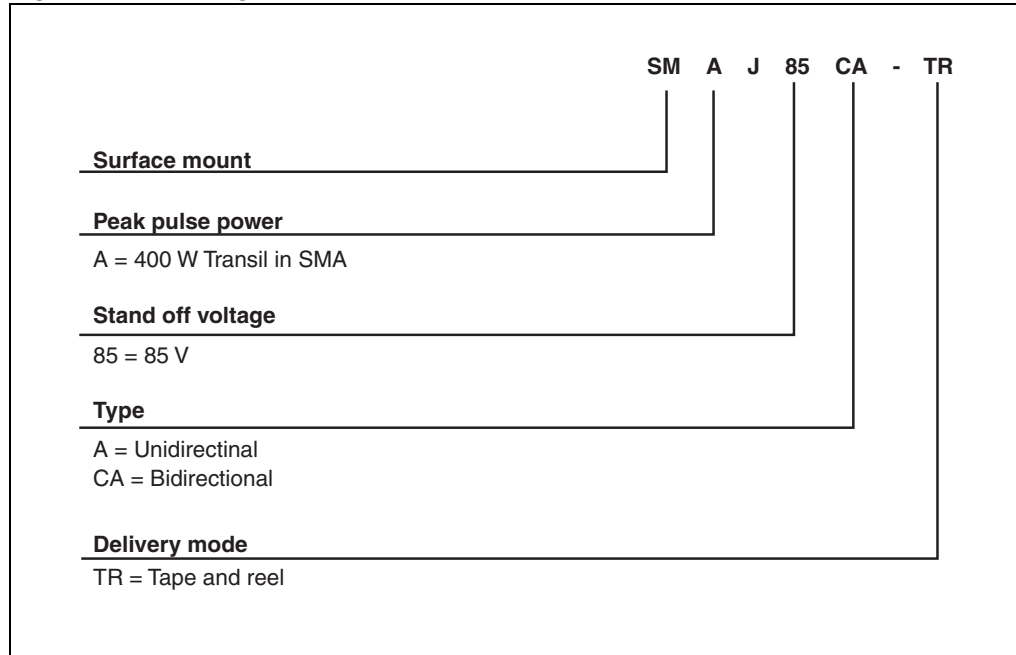 SM A J 85 CA - TR
Surface mount
Peak pulse power
A = 400 W Transil in SMA
Stand off voltage
85 = 85 V
Type
A = Unidirectinal
CA = Bidirectional
Delivery mode
TR = Tape and reel